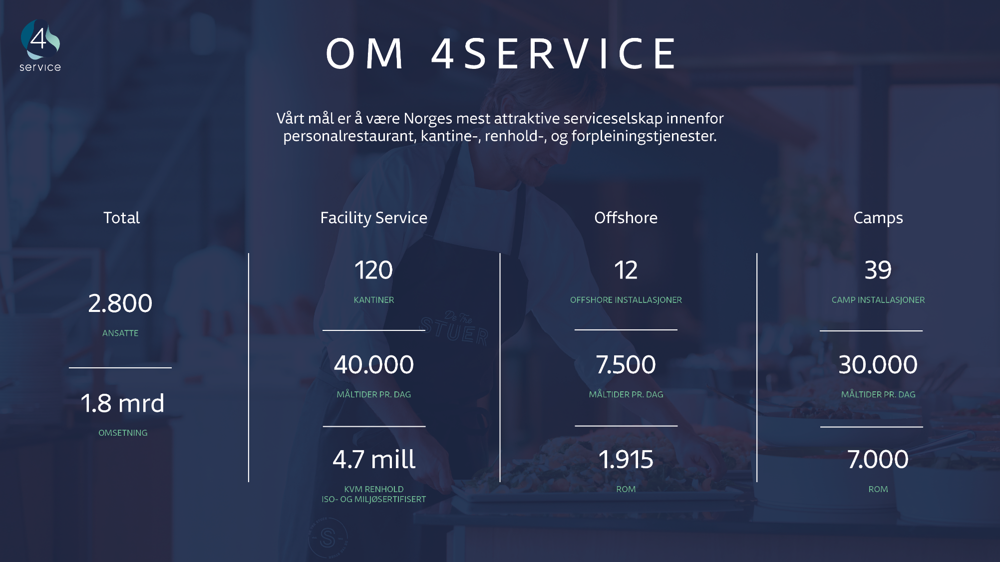 4
service
OM 4SERVICE
Vårt mål er å være Norges mest attraktive serviceselskap innenfor
personalrestaurant, kantine-, renhold-, og forpleiningstjenester.
Total
2.800
ANSATTE
1.8 mrd
OMSETNING
Facility Service
120
KANTINER
40.000
MÅLTIDER PR. DAG
4.7 mill
KVM RENHOLD
ISO- OG MILJØSERTIFISERT
Offshore
12
OFFSHORE INSTALLASJONER
7.500
MÅLTIDER PR. DAG
1.915
ROM
Camps
39
CAMP INSTALLASJONER
30.000
MÅLTIDER PR. DAG
7.000
ROM
De Tre
STUER
S